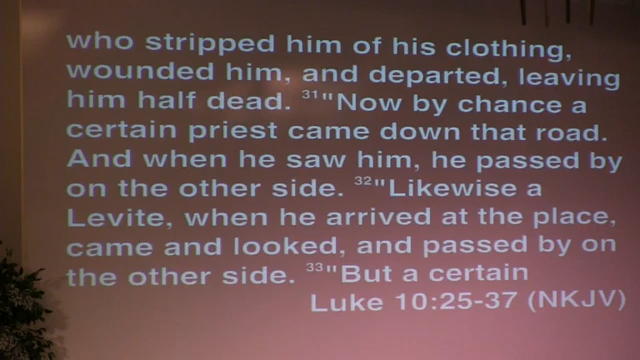 who stripped him of his clothing,
wounded him, and departed, leaving
him half dead. ³¹"Now by chance a
certain priest came down that road.
And when he saw him, he passed by
on the other side. ³²"Likewise a
Levite, when he arrived at the place,
came and looked, and passed by on
the other side. ³³"But a certain
Luke 10:25-37 (NKJV)